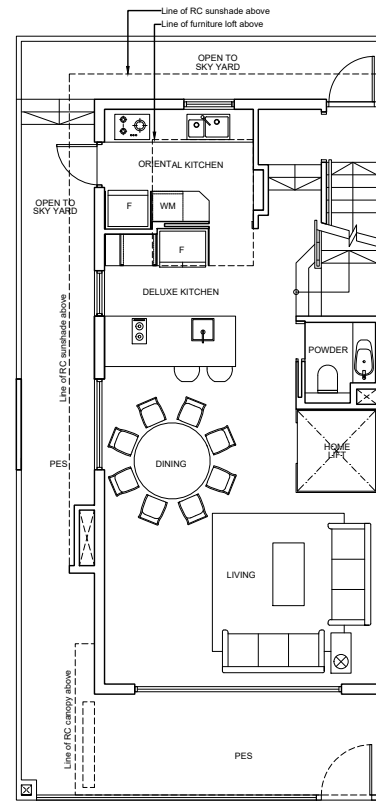 Line of RC sunshade above
Line of furniture loft above
OPEN TO
SKY YARD
ORIENTAL KITCHEN
F
WM
OPEN TO
SKY YARD
F
DELUXE KITCHEN
Line of RC sunshade above
POWDER
PES
DINING
HOME
LIFT
LIVING
Line of RC canopy above
PES